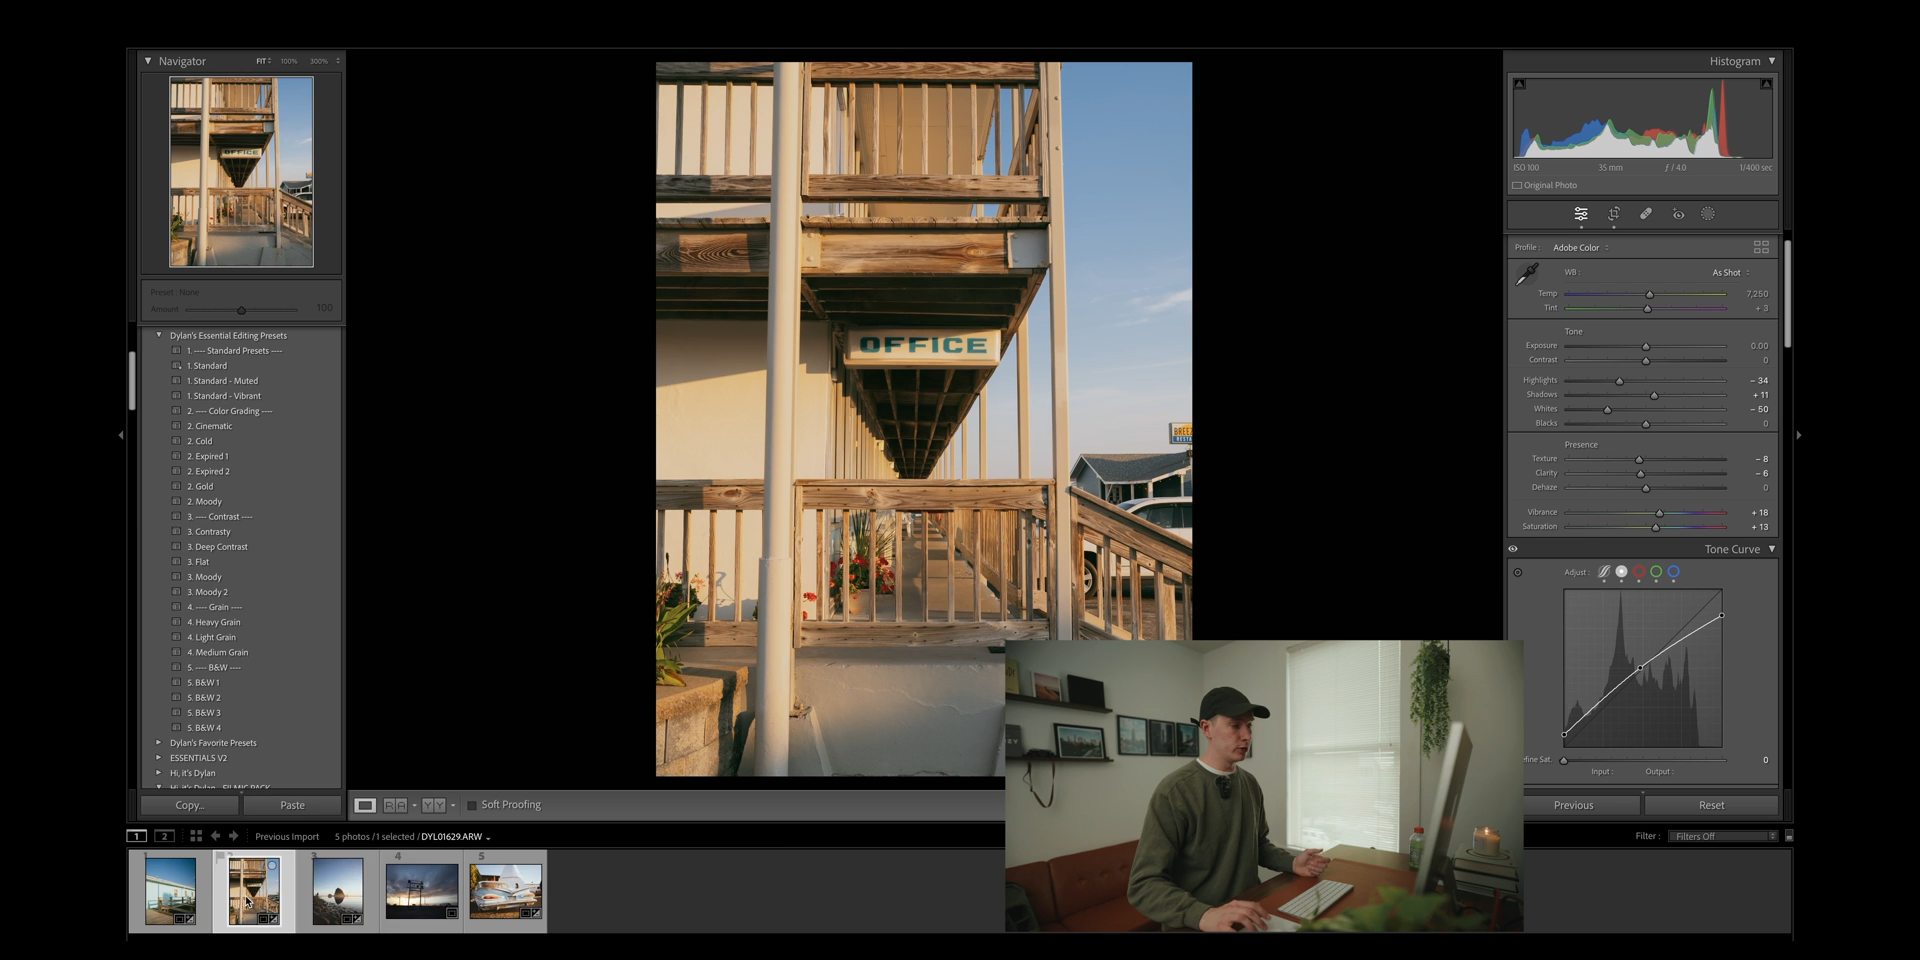 Navigator FIT 100% 300%
Preset : None
Amount 100
Dylan's Essential Editing Presets
1. ---- Standard Presets ----
1. Standard
1. Standard - Muted
1. Standard - Vibrant
2. ---- Color Grading ----
2. Cinematic
2. Cold
2. Expired 1
2. Expired 2
2. Gold
2. Moody
3. ---- Contrast ----
3. Contrasty
3. Deep Contrast
3. Flat
3. Moody
3. Moody 2
4. ---- Grain ----
4. Heavy Grain
4. Light Grain
4. Medium Grain
5. ---- B&W ----
5. B&W 1
5. B&W 2
5. B&W 3
5. B&W 4
Dylan's Favorite Presets
ESSENTIALS V2
Hi, it's Dylan
Copy... Paste
OFFICE
Soft Proofing
Histogram
ISO 100 35 mm ƒ / 4.0 1/400 sec
Original Photo
Profile : Adobe Color
WB : As Shot
Temp 7,250
Tint + 3
Tone
Exposure 0.00
Contrast 0
Highlights – 34
Shadows + 11
Whites – 50
Blacks 0
Presence
Texture – 8
Clarity – 6
Dehaze 0
Vibrance + 18
Saturation + 13
Tone Curve
Adjust :
Sat. 0
Input : Output :
Previous Reset
1 2 Previous Import 5 photos / 1 selected / DYL01629.ARW
Filter : Filters Off
3 4 5